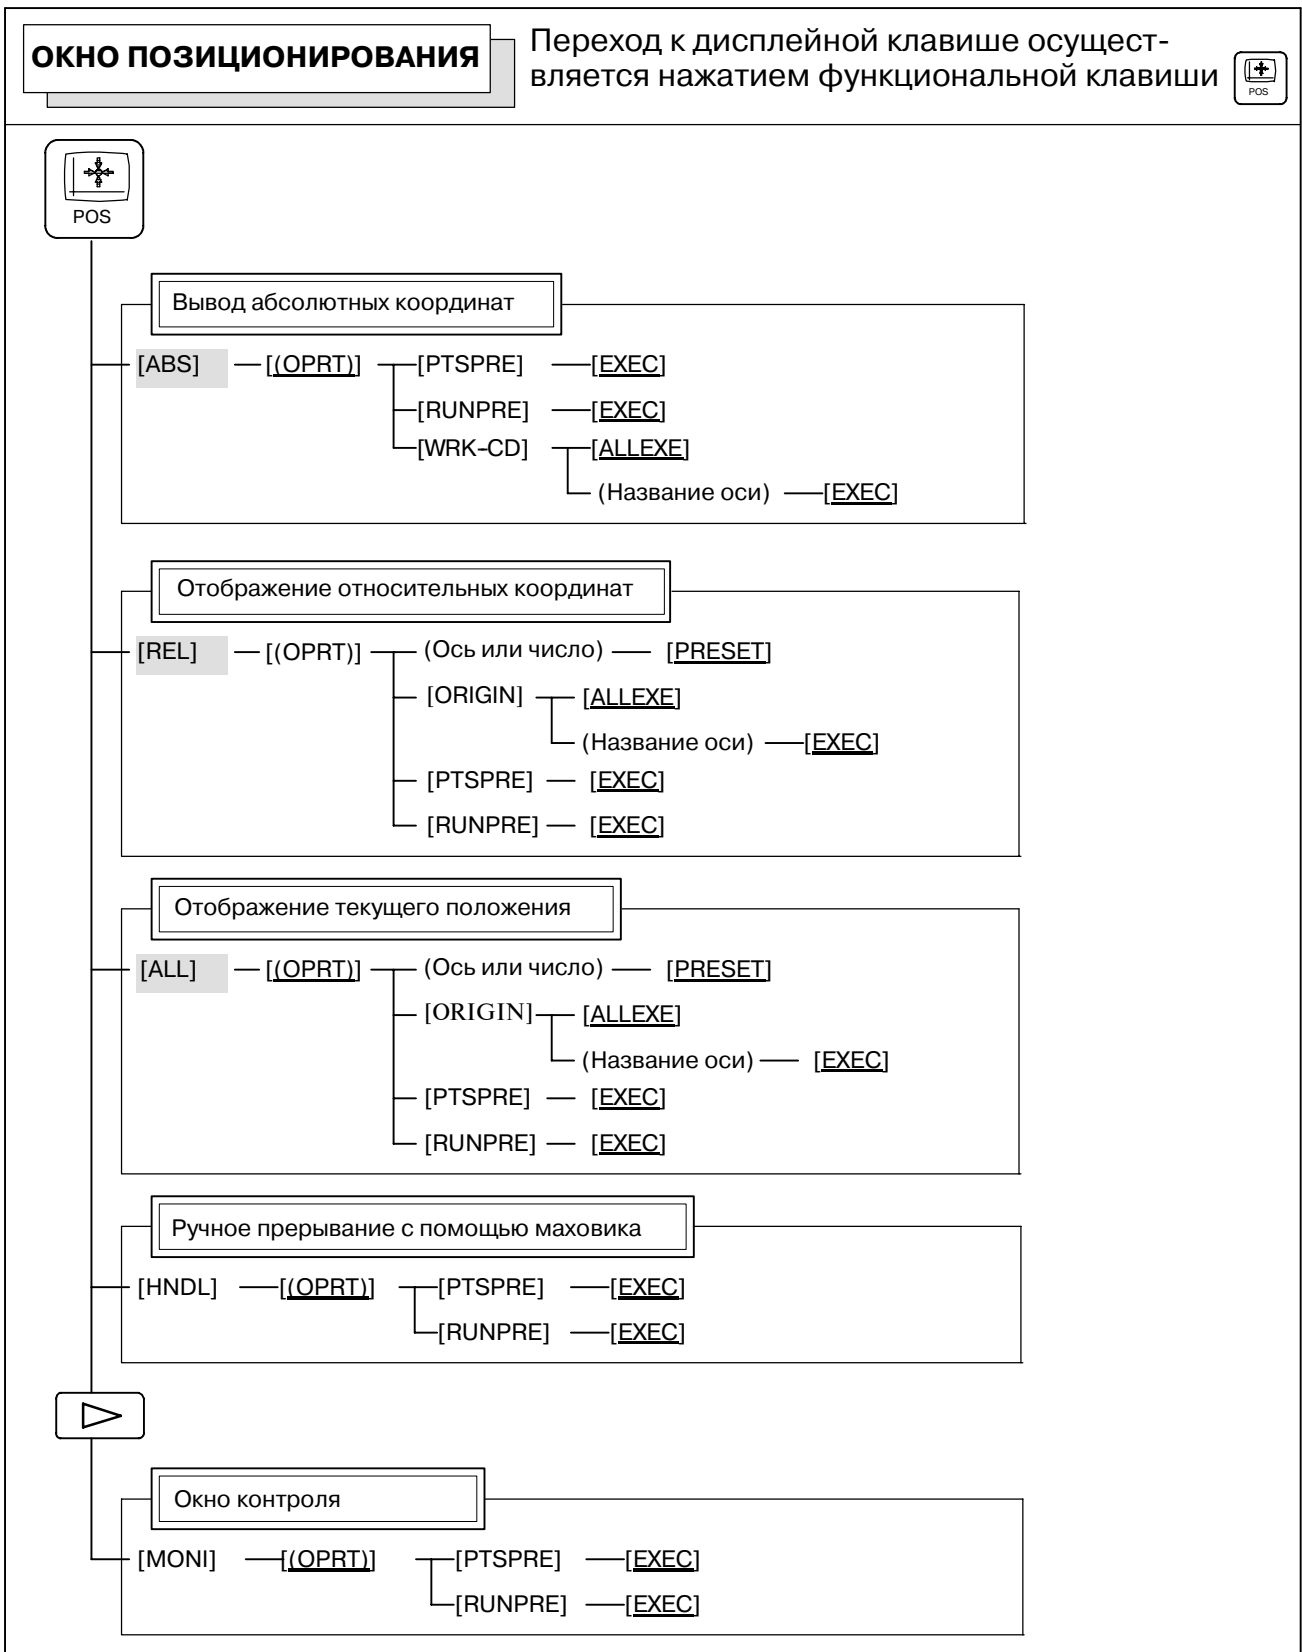 ОКНО ПОЗИЦИОНИРОВАНИЯ
Переход к дисплейной клавише осущест-
вляется нажатием функциональной клавиши
POS
POS
Вывод абсолютных координат
[ABS] [(OPRT)] [PTSPRE] [EXEC]
[RUNPRE] [EXEC]
[WRK-CD] [ALLEXE]
(Название оси) [EXEC]
Отображение относительных координат
[REL] [(OPRT)] (Ось или число) [PRESET]
[ORIGIN] [ALLEXE]
(Название оси) [EXEC]
[PTSPRE] [EXEC]
[RUNPRE] [EXEC]
Отображение текущего положения
[ALL] [(OPRT)] (Ось или число) [PRESET]
[ORIGIN] [ALLEXE]
(Название оси) [EXEC]
[PTSPRE] [EXEC]
[RUNPRE] [EXEC]
Ручное прерывание с помощью маховика
[HNDL] [(OPRT)] [PTSPRE] [EXEC]
[RUNPRE] [EXEC]
Окно контроля
[MONI] [(OPRT)] [PTSPRE] [EXEC]
[RUNPRE] [EXEC]